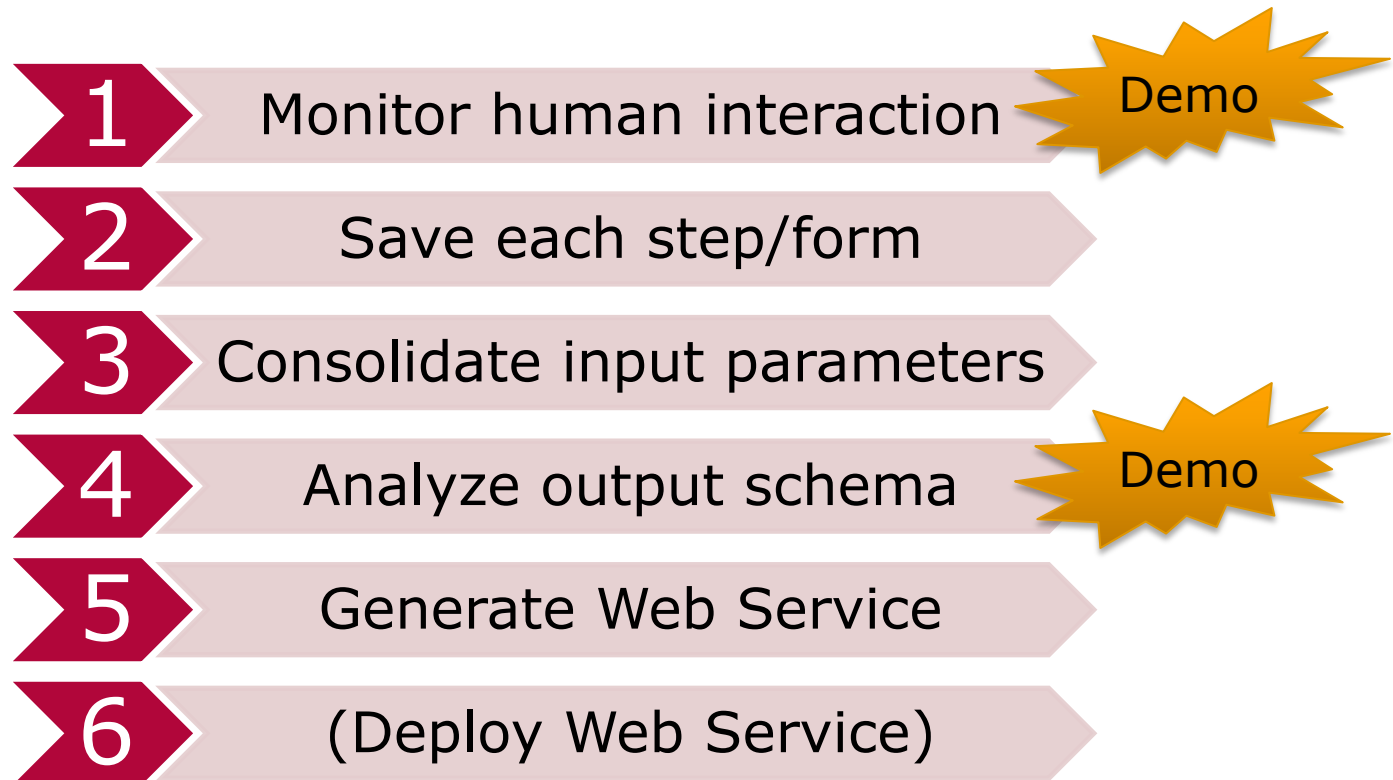 1 Monitor human interaction Demo
2 Save each step/form
3 Consolidate input parameters
4 Analyze output schema Demo
5 Generate Web Service
6 (Deploy Web Service)